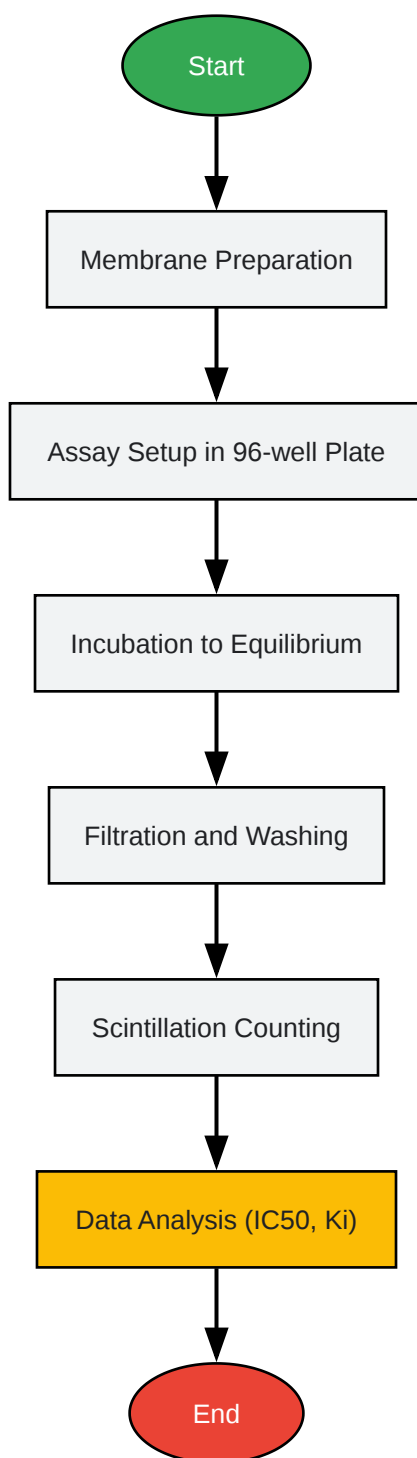 Start
Membrane Preparation
Assay Setup in 96-well Plate
Incubation to Equilibrium
Filtration and Washing
Scintillation Counting
Data Analysis (IC50, Ki)
End